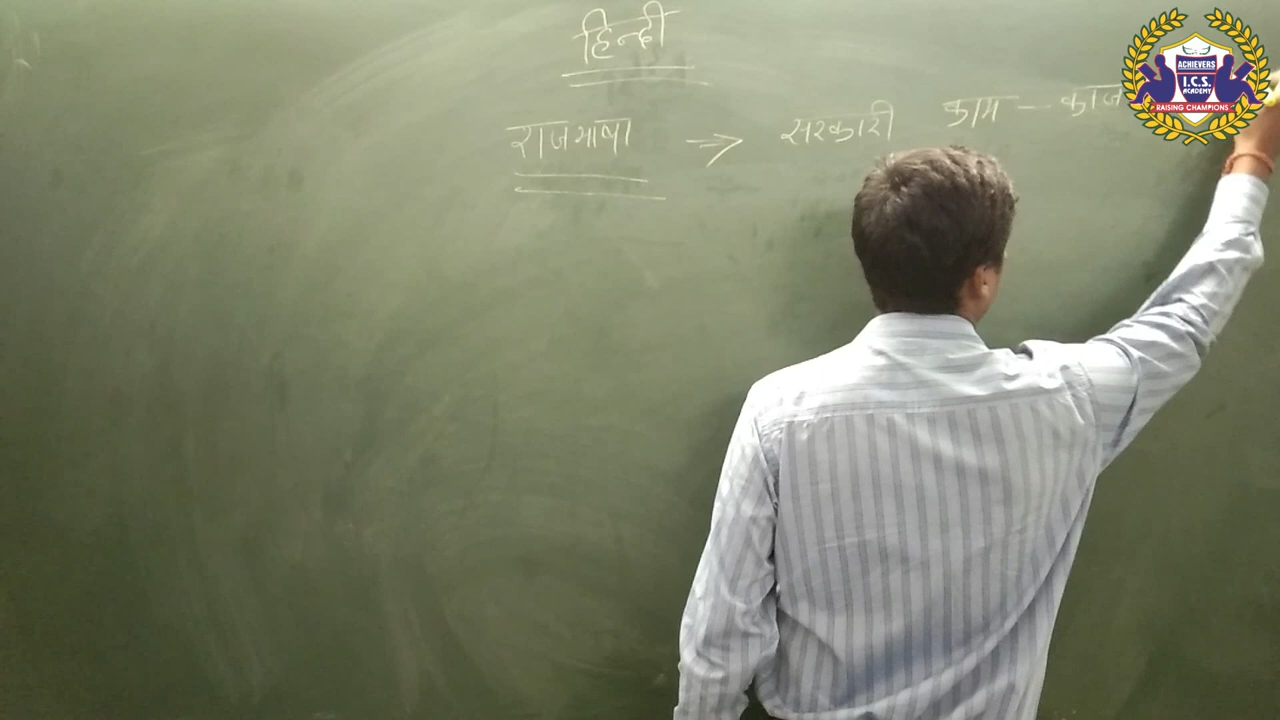 हिन्दी
राजभाषा ⇒ सरकारी काम - काज
ACHIEVERS
I.C.S.
ACADEMY
RAISING CHAMPIONS